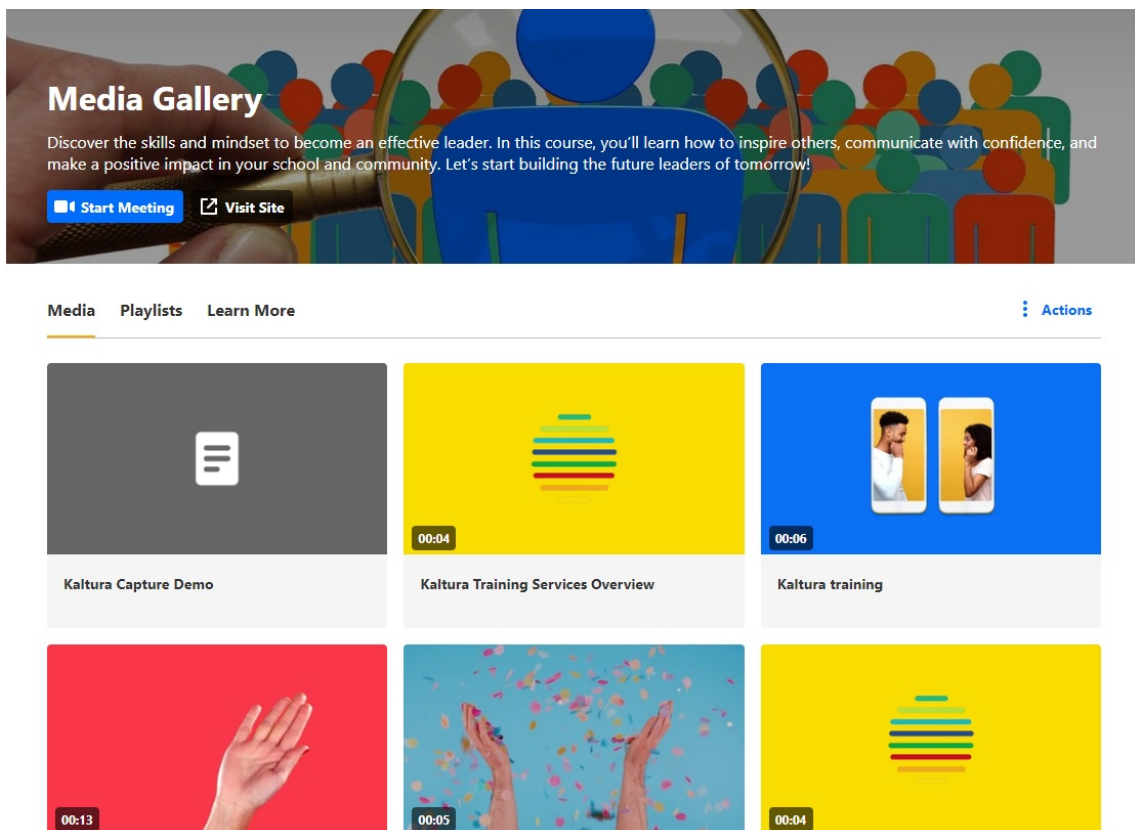 Media Gallery
Discover the skills and mindset to become an effective leader. In this course, you’ll learn how to inspire others, communicate with confidence, and
make a positive impact in your school and community. Let’s start building the future leaders of tomorrow!
Start Meeting Visit Site
Media Playlists Learn More Actions
00:04 00:06
Kaltura Capture Demo Kaltura Training Services Overview Kaltura training
00:13 00:05 00:04